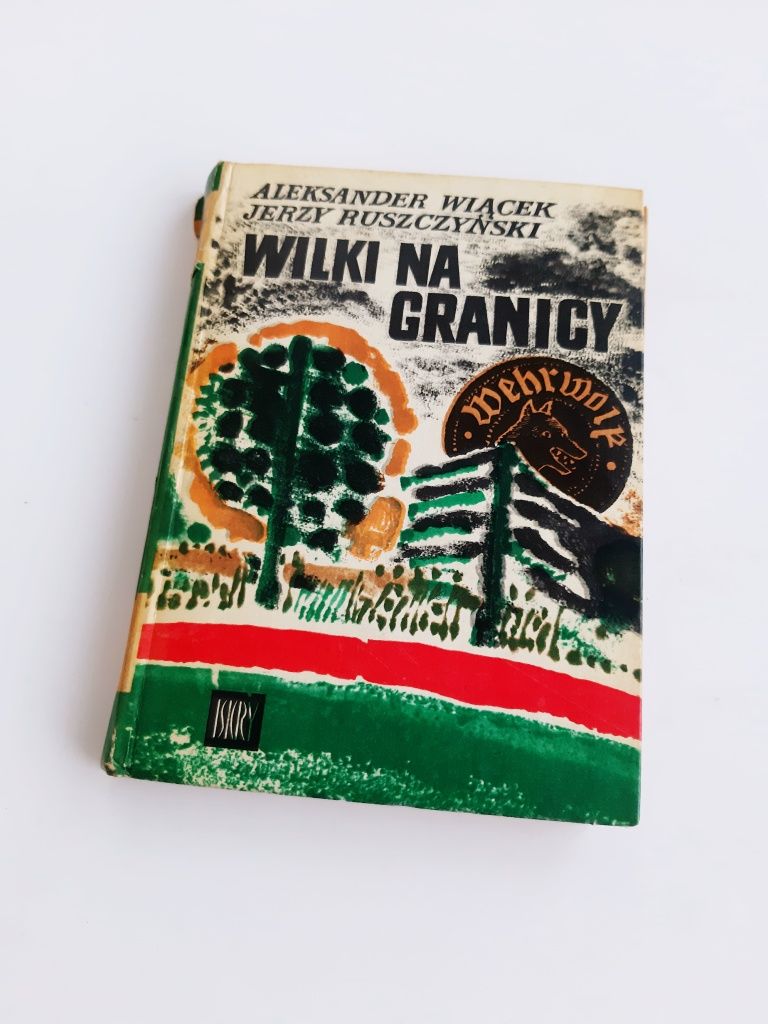 ALEKSANDER WIĄCEK
JERZY RUSZCZYŃSKI
WILKI NA
GRANICY
• Wehrwolf •
ISKRY